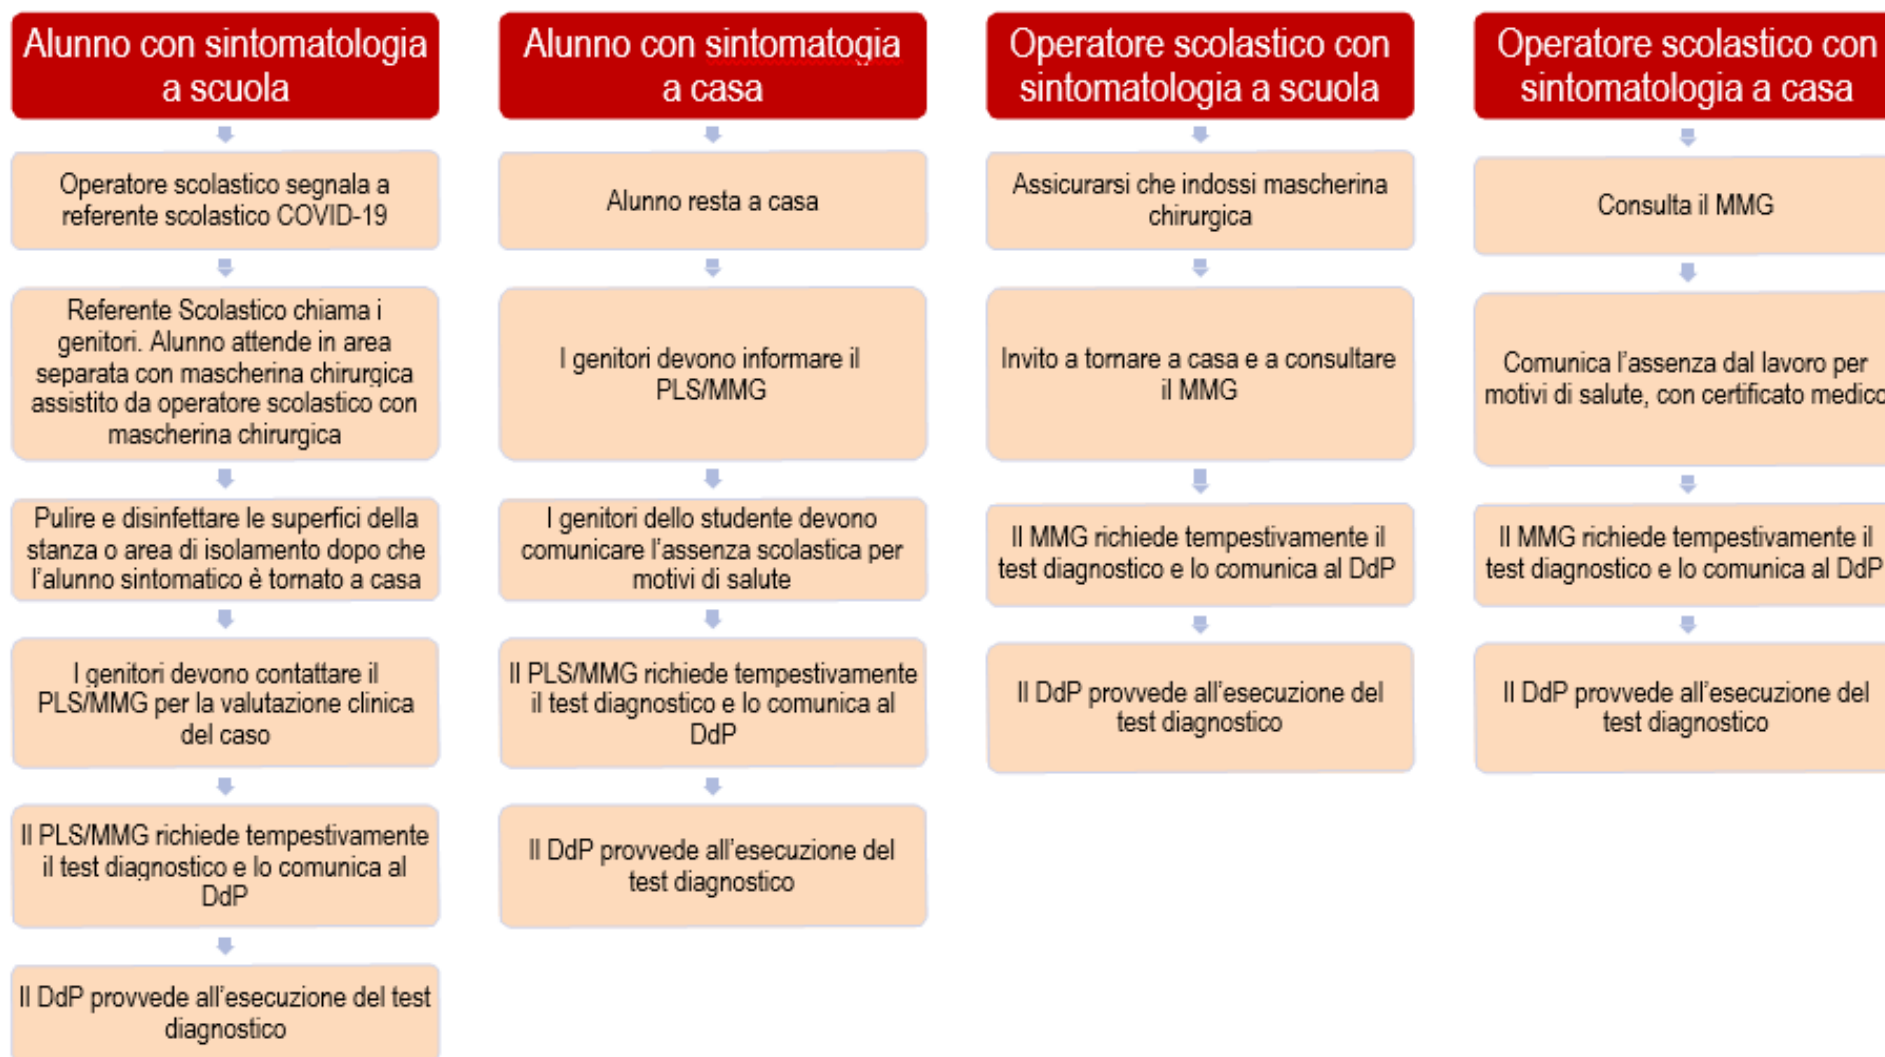 Alunno con sintomatologia
a scuola
Operatore scolastico segnala a
referente scolastico COVID-19
Referente Scolastico chiama i
genitori. Alunno attende in area
separata con mascherina chirurgica
assistito da operatore scolastico con
mascherina chirurgica
Pulire e disinfettare le superfici della
stanza o area di isolamento dopo che
l'alunno sintomatico è tornato a casa
I genitori devono contattare il
PLS/MMG per la valutazione clinica
del caso
Il PLS/MMG richiede tempestivamente
il test diagnostico e lo comunica al
DdP
Il DdP provvede all'esecuzione del test
diagnostico
Alunno con sintomatogia
a casa
Alunno resta a casa
I genitori devono informare il
PLS/MMG
I genitori dello studente devono
comunicare l'assenza scolastica per
motivi di salute
Il PLS/MMG richiede tempestivamente
il test diagnostico e lo comunica al
DdP
Il DdP provvede all'esecuzione del
test diagnostico
Operatore scolastico con
sintomatologia a scuola
Assicurarsi che indossi mascherina
chirurgica
Invito a tornare a casa e a consultare
il MMG
Il MMG richiede tempestivamente il
test diagnostico e lo comunica al DdP
Il DdP provvede all'esecuzione del
test diagnostico
Operatore scolastico con
sintomatologia a casa
Consulta il MMG
Comunica l'assenza dal lavoro per
motivi di salute, con certificato medico
Il MMG richiede tempestivamente il
test diagnostico e lo comunica al DdP
Il DdP provvede all'esecuzione del
test diagnostico